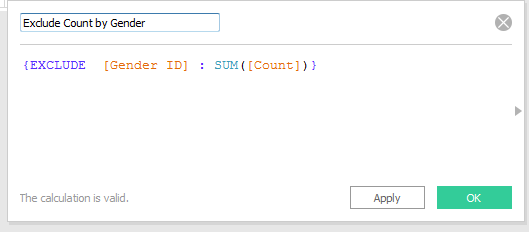 Exclude Count by Gender
{EXCLUDE [Gender ID] : SUM([Count])}
The calculation is valid.
Apply
OK